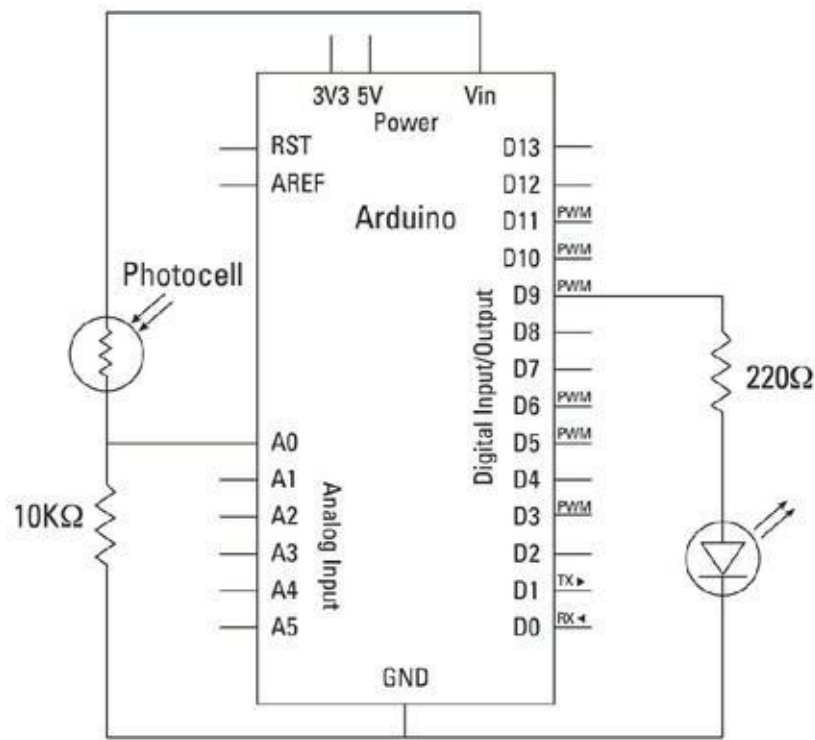 3V3 5V Vin
Power
RST
AREF
Arduino
Photocell
A0
A1
A2
A3
A4
A5
Analog Input
10KΩ
D13
D12
D11 PWM
D10 PWM
D9 PWM
D8
D7
D6 PWM
D5 PWM
D4
D3 PWM
D2
D1 TX ▶
D0 RX ◀
Digital Input/Output
220Ω
GND